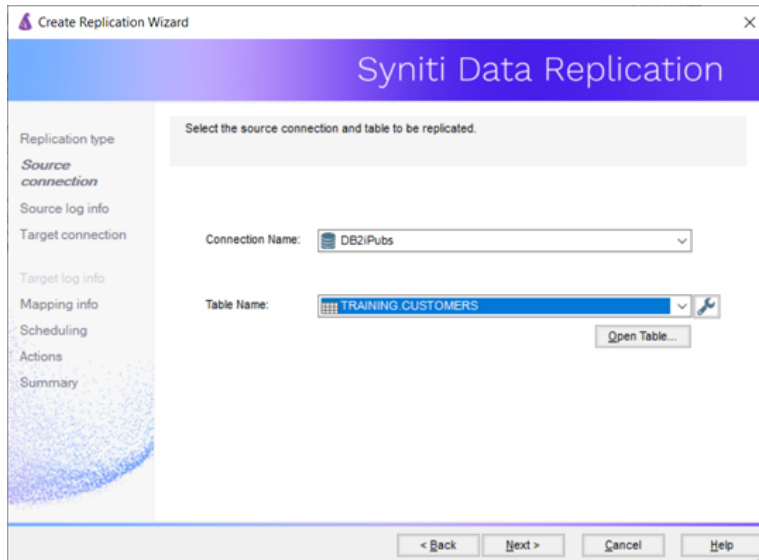 Create Replication Wizard
Syniti Data Replication
Replication type
Source
connection
Source log info
Target connection
Target log info
Mapping info
Scheduling
Actions
Summary
Select the source connection and table to be replicated.
Connection Name: DB2iPubs
Table Name: TRAINING.CUSTOMERS
Open Table...
< Back Next > Cancel Help